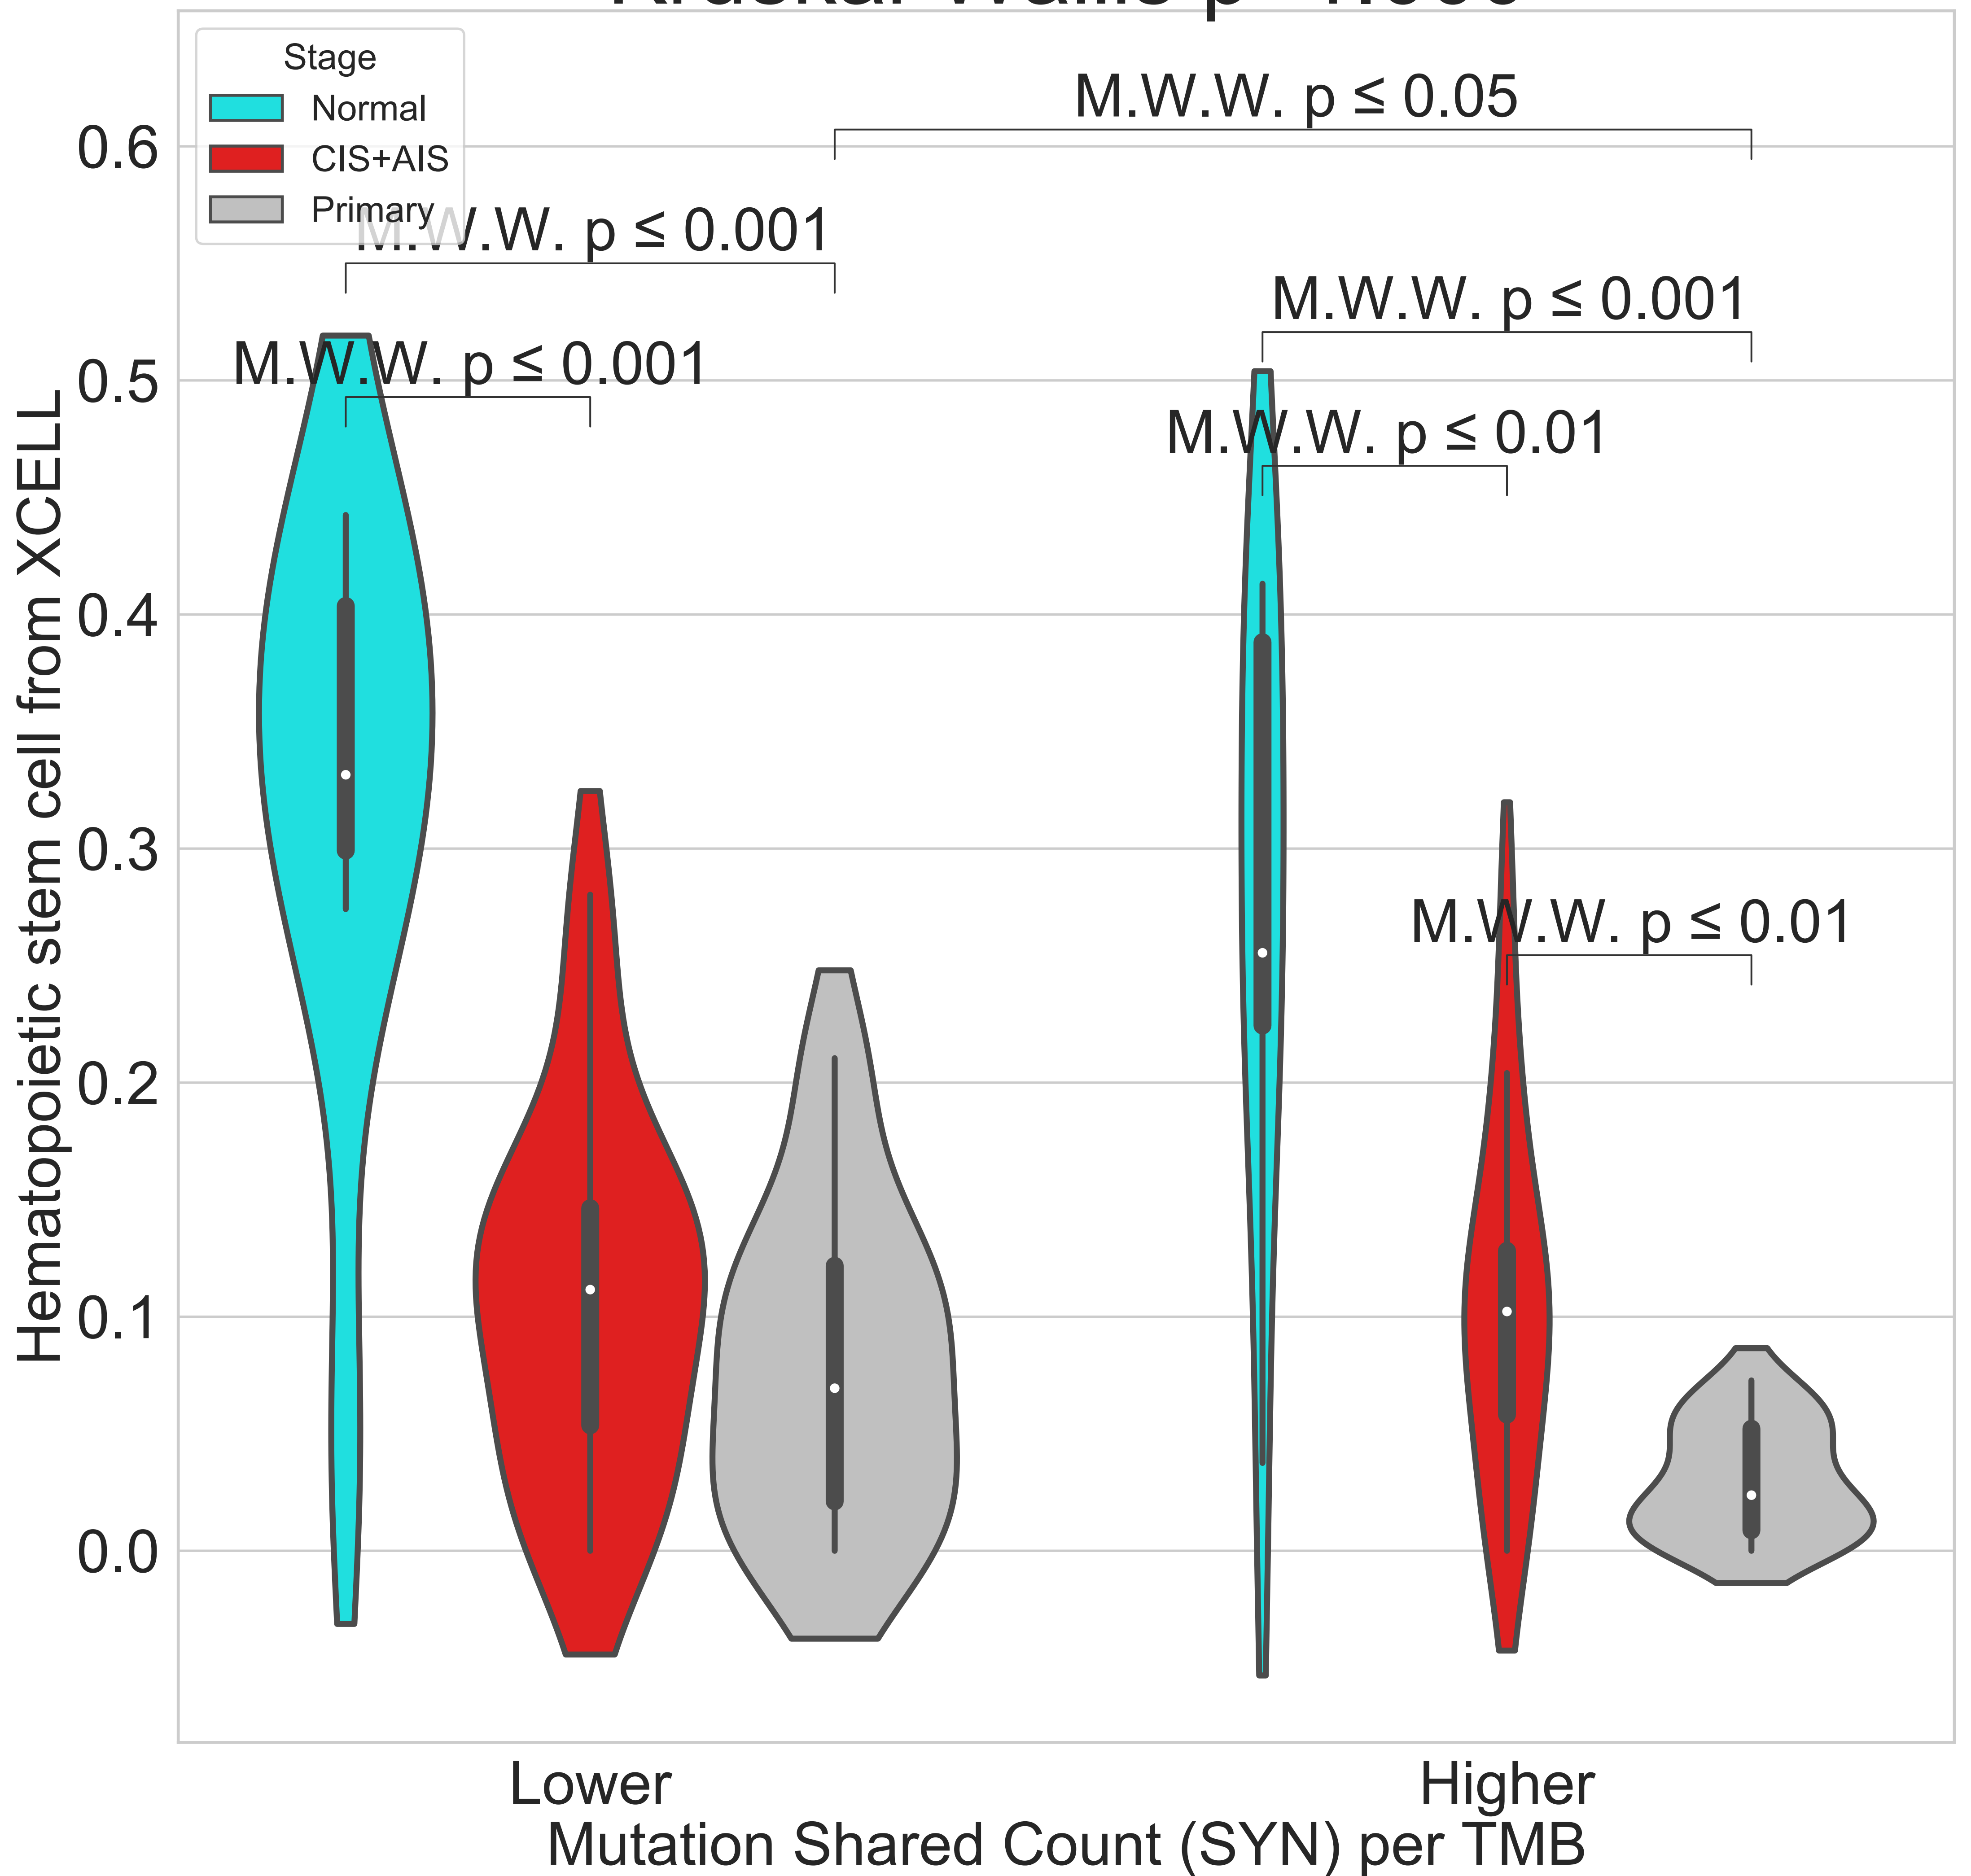 Stage
Normal
CIS+AIS
Primary
M.W.W. p ≤ 0.05
M.W.W. p ≤ 0.001
M.W.W. p ≤ 0.001
M.W.W. p ≤ 0.001
M.W.W. p ≤ 0.01
M.W.W. p ≤ 0.01
0.6
0.5
0.4
0.3
0.2
0.1
0.0
Hematopoietic stem cell from XCELL
Lower
Higher
Mutation Shared Count (SYN) per TMB